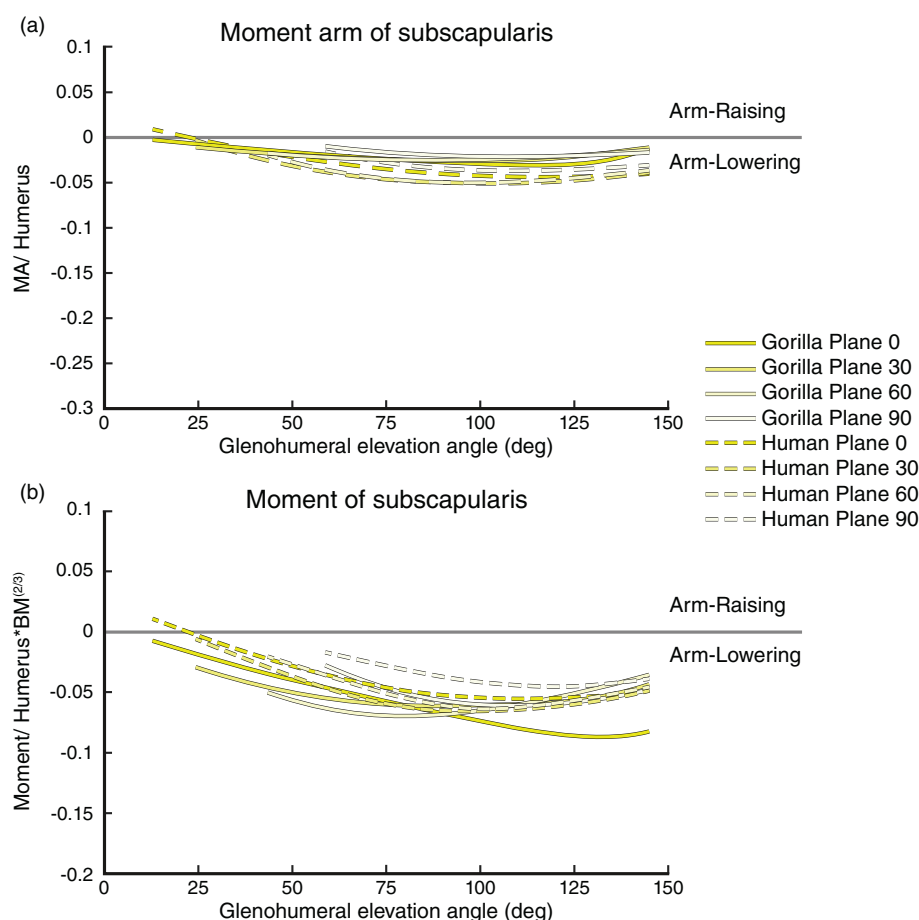 (a)
Moment arm of subscapularis
0.1
0.05
0
-0.05
-0.1
-0.15
-0.2
-0.25
-0.3
MA/ Humerus
Arm-Raising
Arm-Lowering
0 25 50 75 100 125 150
Glenohumeral elevation angle (deg)
Gorilla Plane 0
Gorilla Plane 30
Gorilla Plane 60
Gorilla Plane 90
Human Plane 0
Human Plane 30
Human Plane 60
Human Plane 90
(b)
Moment of subscapularis
0.1
0.05
0
-0.05
-0.1
-0.15
-0.2
Moment/ Humerus*BM(2/3)
Arm-Raising
Arm-Lowering
0 25 50 75 100 125 150
Glenohumeral elevation angle (deg)